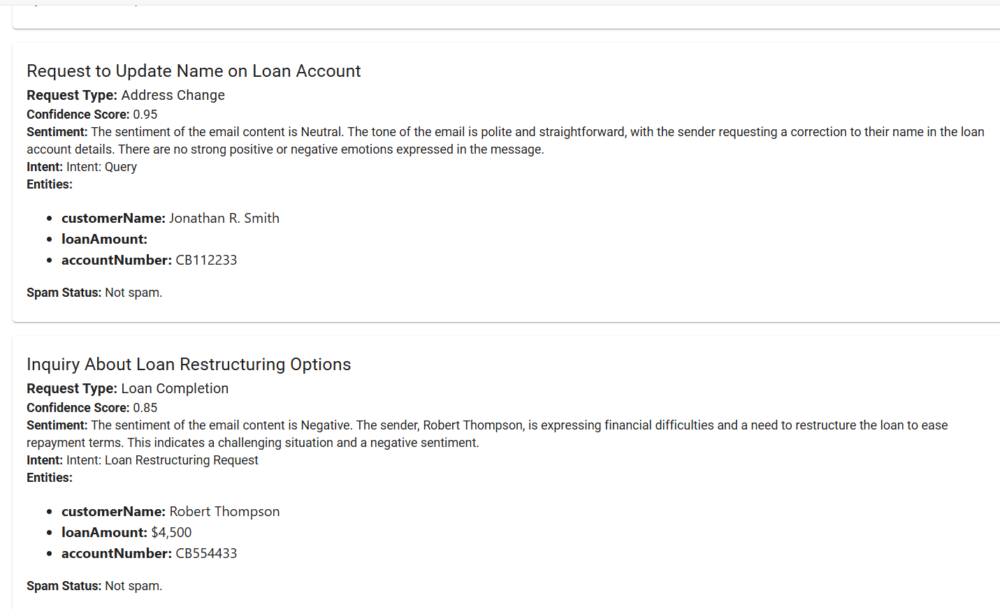 Request to Update Name on Loan Account
Request Type: Address Change
Confidence Score: 0.95
Sentiment: The sentiment of the email content is Neutral. The tone of the email is polite and straightforward, with the sender requesting a correction to their name in the loan
account details. There are no strong positive or negative emotions expressed in the message.
Intent: Intent: Query
Entities:
• customerName: Jonathan R. Smith
• loanAmount:
• accountNumber: CB112233
Spam Status: Not spam.
Inquiry About Loan Restructuring Options
Request Type: Loan Completion
Confidence Score: 0.85
Sentiment: The sentiment of the email content is Negative. The sender, Robert Thompson, is expressing financial difficulties and a need to restructure the loan to ease
repayment terms. This indicates a challenging situation and a negative sentiment.
Intent: Intent: Loan Restructuring Request
Entities:
• customerName: Robert Thompson
• loanAmount: $4,500
• accountNumber: CB554433
Spam Status: Not spam.